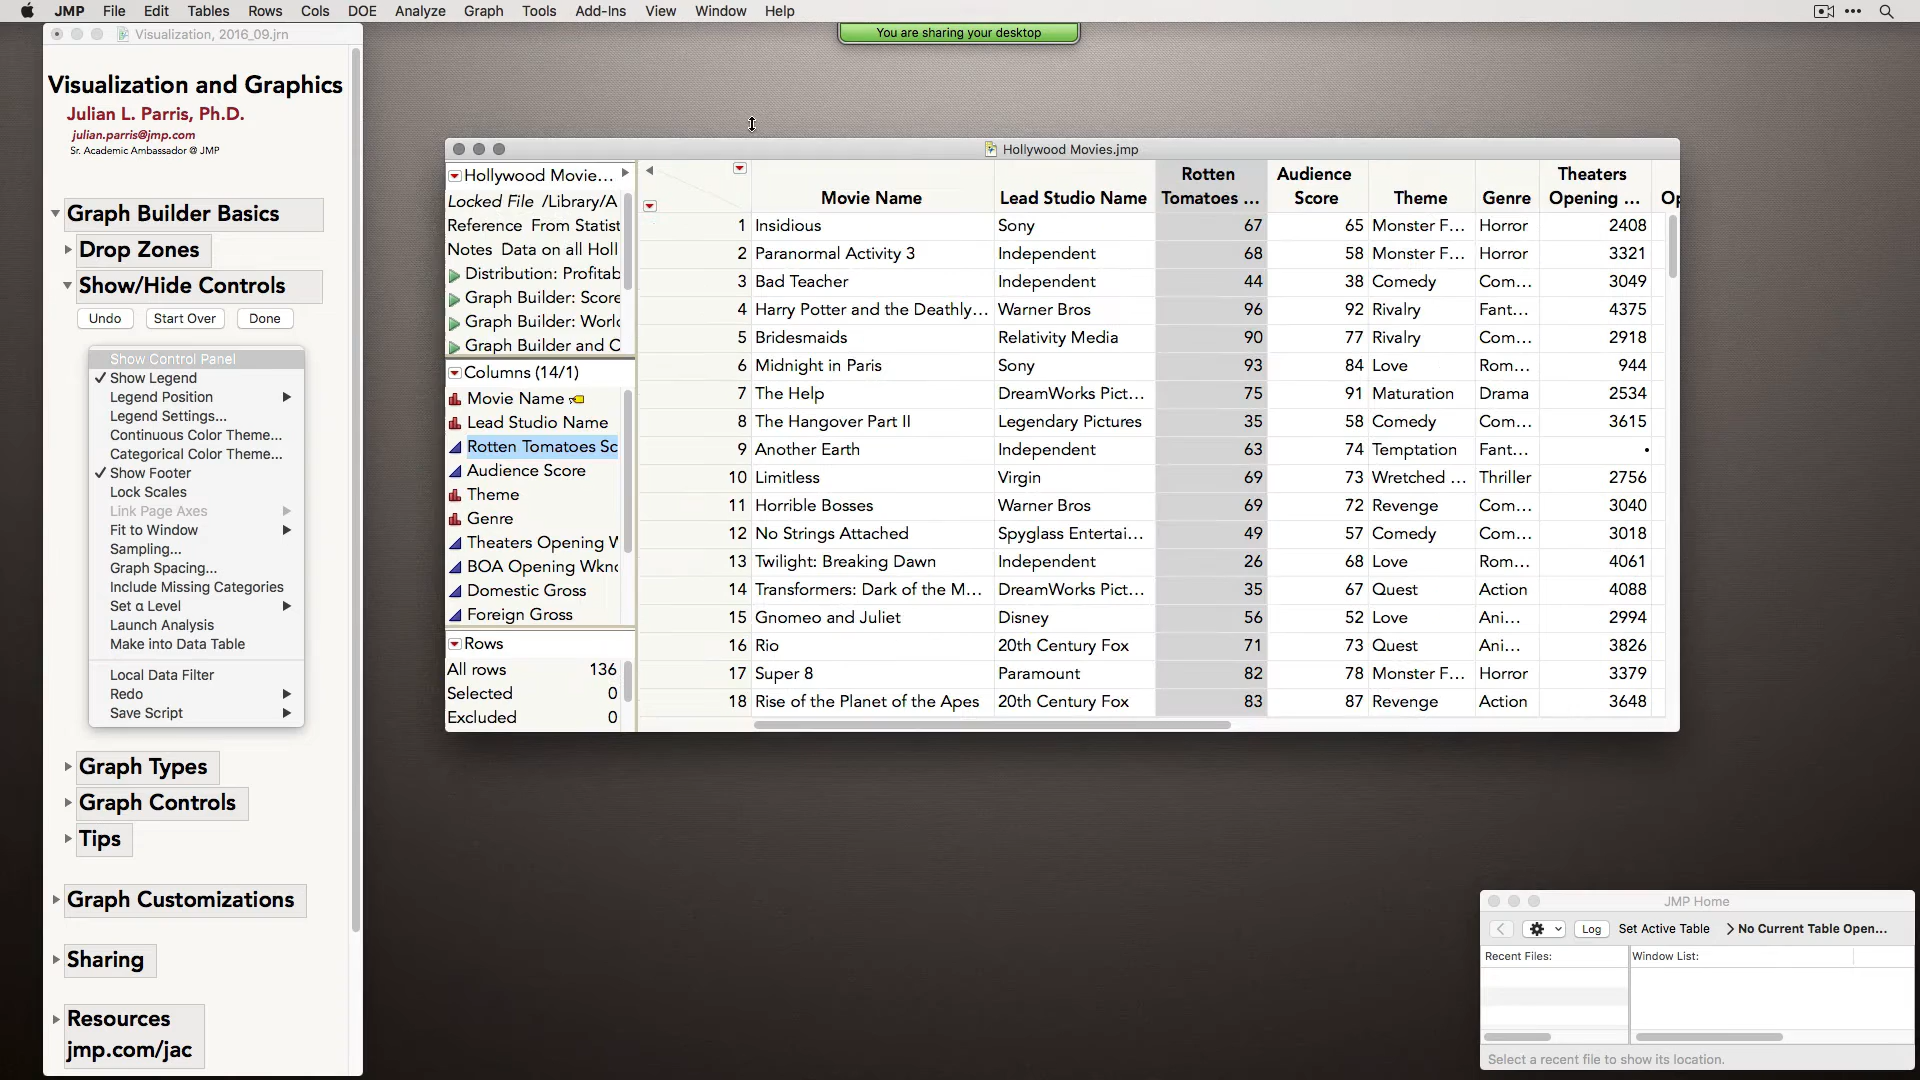 JMP File Edit Tables Rows Cols DOE Analyze Graph Tools Add-Ins View Window Help
You are sharing your desktop
Visualization, 2016_09.jrn
Visualization and Graphics
Julian L. Parris, Ph.D.
julian.parris@jmp.com
Sr. Academic Ambassador @ JMP
Graph Builder Basics
Drop Zones
Show/Hide Controls
Undo Start Over Done
Show Control Panel
Show Legend
Legend Position
Legend Settings...
Continuous Color Theme...
Categorical Color Theme...
Show Footer
Lock Scales
Link Page Axes
Fit to Window
Sampling...
Graph Spacing...
Include Missing Categories
Set α Level
Launch Analysis
Make into Data Table
Local Data Filter
Redo
Save Script
Graph Types
Graph Controls
Tips
Graph Customizations
Sharing
Resources
jmp.com/jac
Hollywood Movies.jmp
Hollywood Movie...
Locked File /Library/A
Reference From Statist
Notes Data on all Holl
Distribution: Profitab
Graph Builder: Score
Graph Builder: World
Graph Builder and C
Columns (14/1)
Movie Name
Lead Studio Name
Rotten Tomatoes Sc
Audience Score
Theme
Genre
Theaters Opening W
BOA Opening Wknd
Domestic Gross
Foreign Gross
Rows
All rows 136
Selected 0
Excluded 0
Rotten Audience Theaters
Movie Name Lead Studio Name Tomatoes ... Score Theme Genre Opening ... Op
1 Insidious Sony 67 65 Monster F... Horror 2408
2 Paranormal Activity 3 Independent 68 58 Monster F... Horror 3321
3 Bad Teacher Independent 44 38 Comedy Com... 3049
4 Harry Potter and the Deathly... Warner Bros 96 92 Rivalry Fant... 4375
5 Bridesmaids Relativity Media 90 77 Rivalry Com... 2918
6 Midnight in Paris Sony 93 84 Love Rom... 944
7 The Help DreamWorks Pict... 75 91 Maturation Drama 2534
8 The Hangover Part II Legendary Pictures 35 58 Comedy Com... 3615
9 Another Earth Independent 63 74 Temptation Fant... •
10 Limitless Virgin 69 73 Wretched ... Thriller 2756
11 Horrible Bosses Warner Bros 69 72 Revenge Com... 3040
12 No Strings Attached Spyglass Entertai... 49 57 Comedy Com... 3018
13 Twilight: Breaking Dawn Independent 26 68 Love Rom... 4061
14 Transformers: Dark of the M... DreamWorks Pict... 35 67 Quest Action 4088
15 Gnomeo and Juliet Disney 56 52 Love Ani... 2994
16 Rio 20th Century Fox 71 73 Quest Ani... 3826
17 Super 8 Paramount 82 78 Monster F... Horror 3379
18 Rise of the Planet of the Apes 20th Century Fox 83 87 Revenge Action 3648
JMP Home
Log Set Active Table No Current Table Open...
Recent Files: Window List:
Select a recent file to show its location.